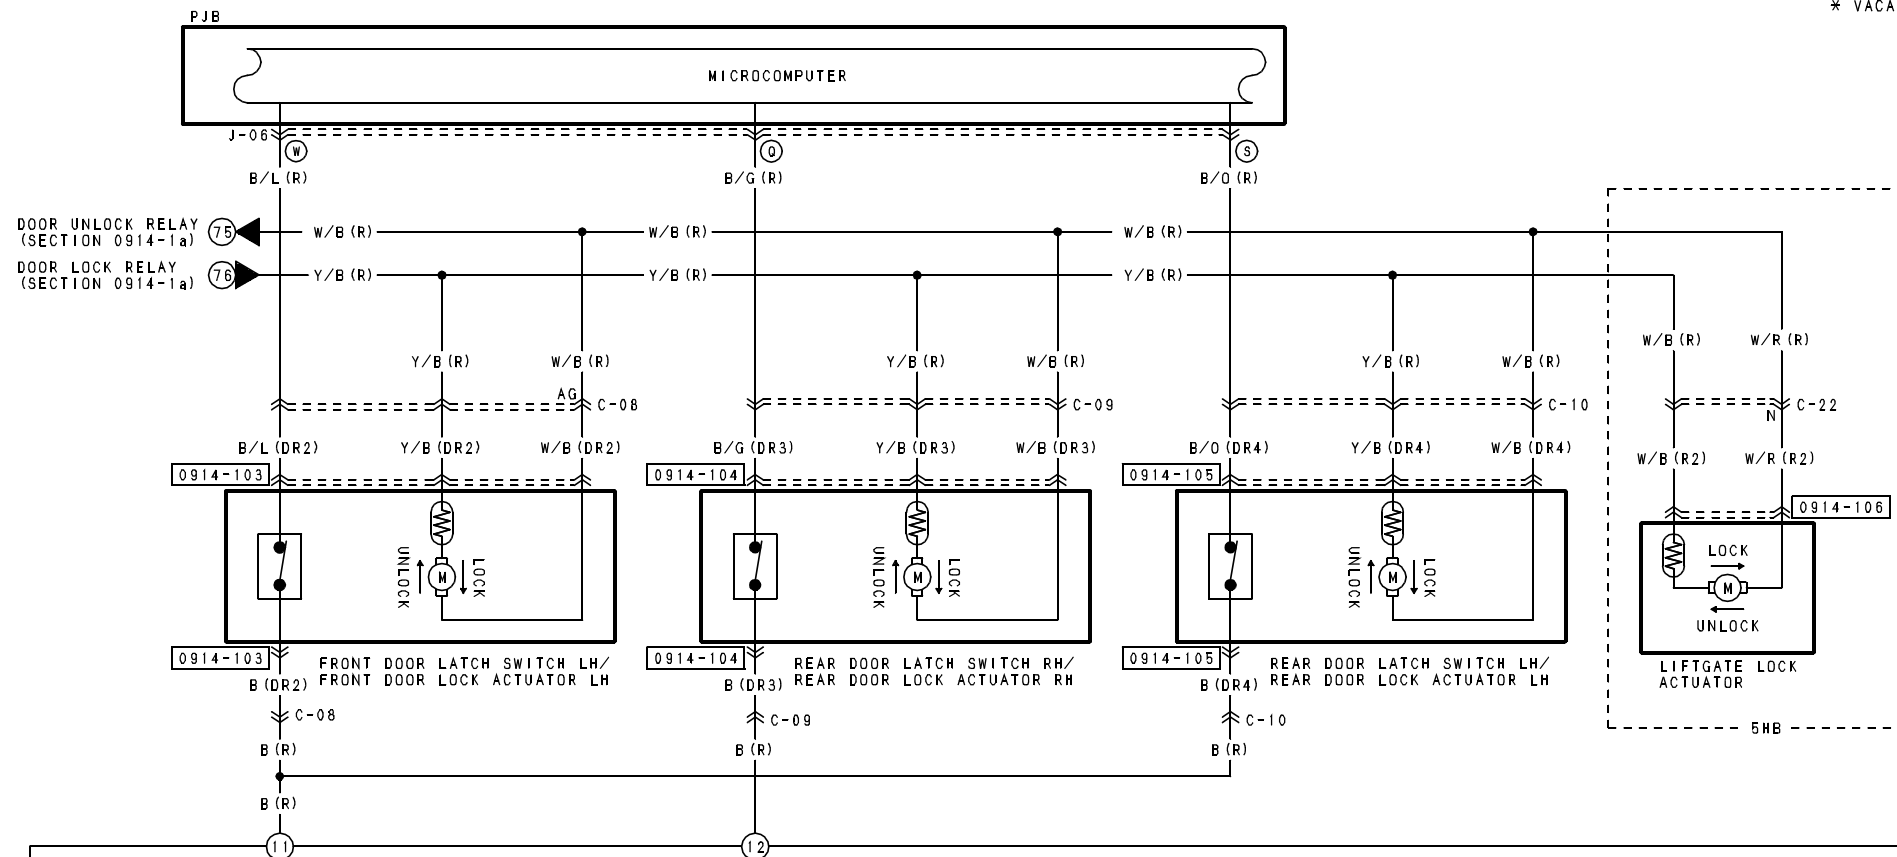 * VACA
PJB
MICROCOMPUTER
J-06
W
Q
S
B/L (R)
B/G (R)
B/O (R)
DOOR UNLOCK RELAY
(SECTION 0914-1a)
75
W/B (R)
W/B (R)
W/B (R)
DOOR LOCK RELAY
(SECTION 0914-1a)
76
Y/B (R)
Y/B (R)
Y/B (R)
W/B (R)
W/R (R)
Y/B (R)
W/B (R)
Y/B (R)
W/B (R)
Y/B (R)
W/B (R)
AG
C-08
C-09
C-10
N
C-22
B/L (DR2)
Y/B (DR2)
W/B (DR2)
B/G (DR3)
Y/B (DR3)
W/B (DR3)
B/O (DR4)
Y/B (DR4)
W/B (DR4)
W/B (R2)
W/R (R2)
0914-103
0914-104
0914-105
0914-106
UNLOCK
M
LOCK
UNLOCK
M
LOCK
UNLOCK
M
LOCK
LOCK
M
UNLOCK
0914-103
FRONT DOOR LATCH SWITCH LH/
FRONT DOOR LOCK ACTUATOR LH
0914-104
REAR DOOR LATCH SWITCH RH/
REAR DOOR LOCK ACTUATOR RH
0914-105
REAR DOOR LATCH SWITCH LH/
REAR DOOR LOCK ACTUATOR LH
LIFTGATE LOCK
ACTUATOR
B (DR2)
B (DR3)
B (DR4)
C-08
C-09
C-10
5HB
B (R)
B (R)
B (R)
B (R)
11
12